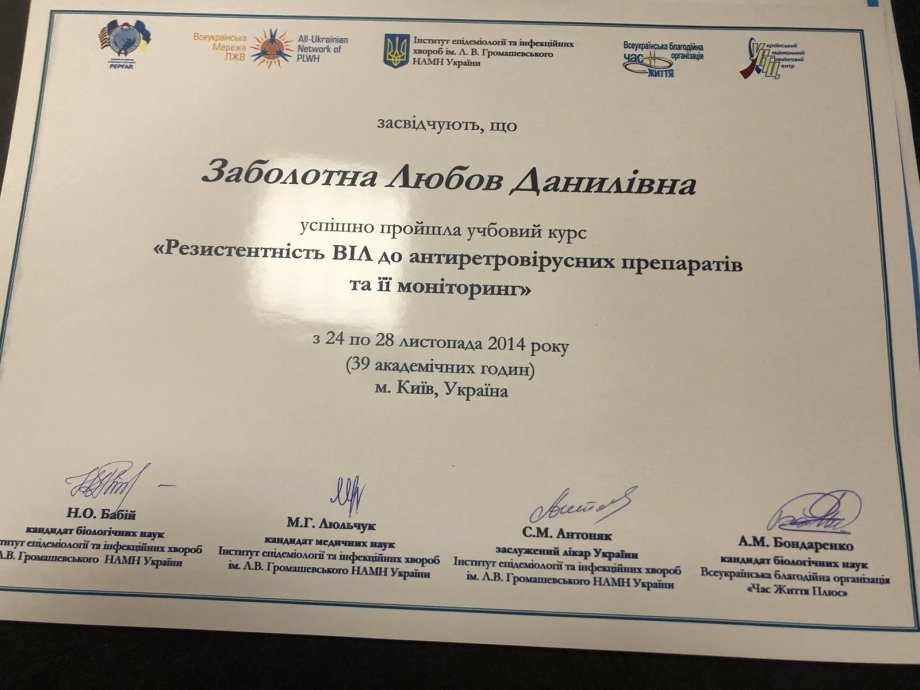 PEPFAR
Всеукраїнська
Мережа
ЛЖВ
All-Ukrainian
Network of
PLWH
Інститут епідеміології та інфекційних
хвороб ім. Л. В. Громашевського
НАМН України
Всеукраїнська благодійна
організація
час
життя
країнський
аціональний
ренінговий
ентр
засвідчують, що
Заболотна Любов Данилівна
успішно пройшла учбовий курс
«Резистентність ВІЛ до антиретровірусних препаратів
та її моніторинг»
з 24 по 28 листопада 2014 року
(39 академічних годин)
м. Київ, Україна
Н.О. Бабій
кандидат біологічних наук
титут епідеміології та інфекційних хвороб
Л.В. Громашевського НАМН України
М.Г. Люльчук
кандидат медичних наук
Інститут епідеміології та інфекційних хвороб
ім. Л.В. Громашевського НАМН України
С.М. Антоняк
заслужений лікар України
Інститут епідеміології та інфекційних хвороб
ім. Л.В. Громашевського НАМН України
А.М. Бондаренко
кандидат біологічних наук
Всеукраїнська благодійна організація
«Час Життя Плюс»